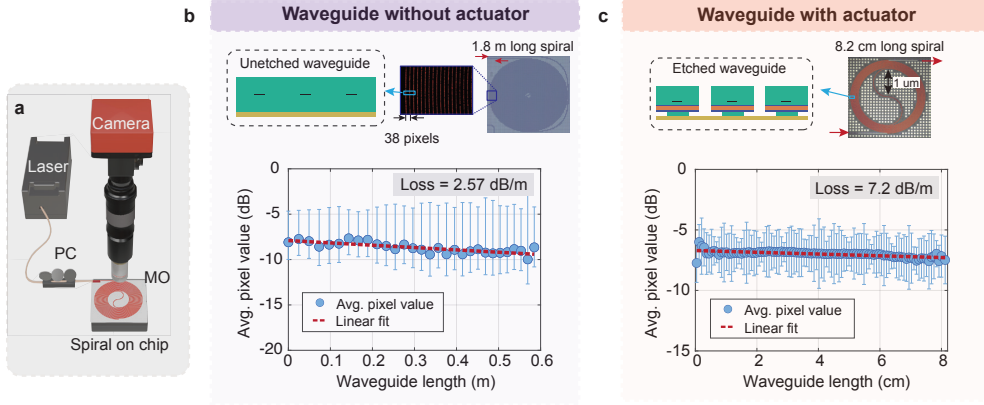 a
Camera
Laser
PC
MO
Spiral on chip
b
Waveguide without actuator
1.8 m long spiral
Unetched waveguide
38 pixels
0
-5
-10
-15
-20
Avg. pixel value (dB)
Loss = 2.57 dB/m
Avg. pixel value
Linear fit
0 0.1 0.2 0.3 0.4 0.5 0.6
Waveguide length (m)
c
Waveguide with actuator
8.2 cm long spiral
Etched waveguide
1 um
0
-5
-10
-15
Avg. pixel value (dB)
Loss = 7.2 dB/m
Avg. pixel value
Linear fit
0 2 4 6 8
Waveguide length (cm)